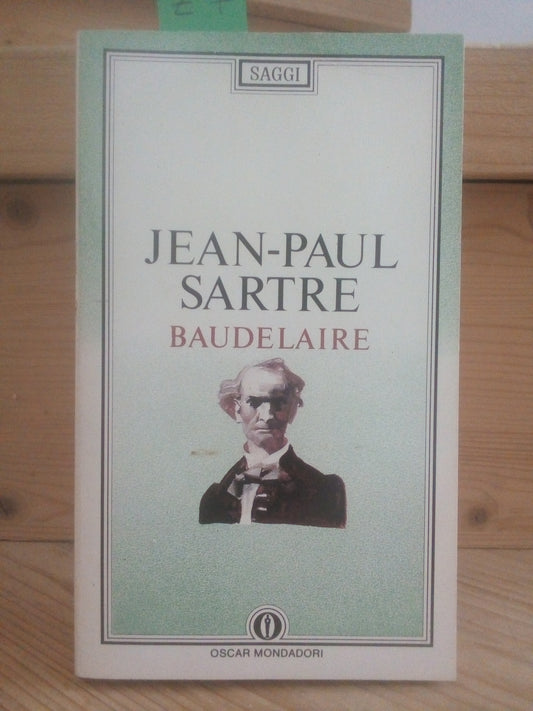 SAGGI
JEAN-PAUL
SARTRE
BAUDELAIRE
OSCAR MONDADORI